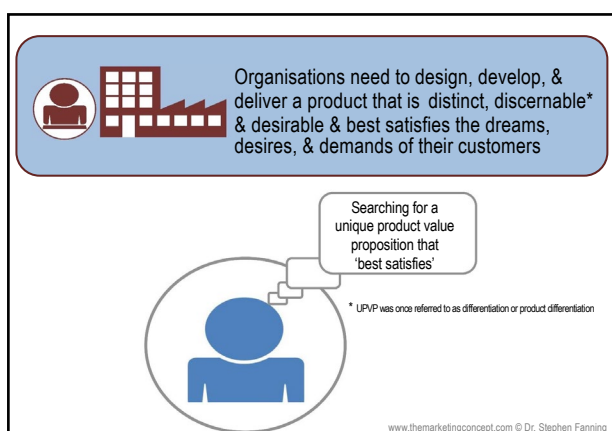 Organisations need to design, develop, &
deliver a product that is distinct, discernable*
& desirable & best satisfies the dreams,
desires, & demands of their customers
Searching for a
unique product value
proposition that
‘best satisfies’
* UPVP was once referred to as differentiation or product differentiation
www.themarketingconcept.com © Dr. Stephen Fanning